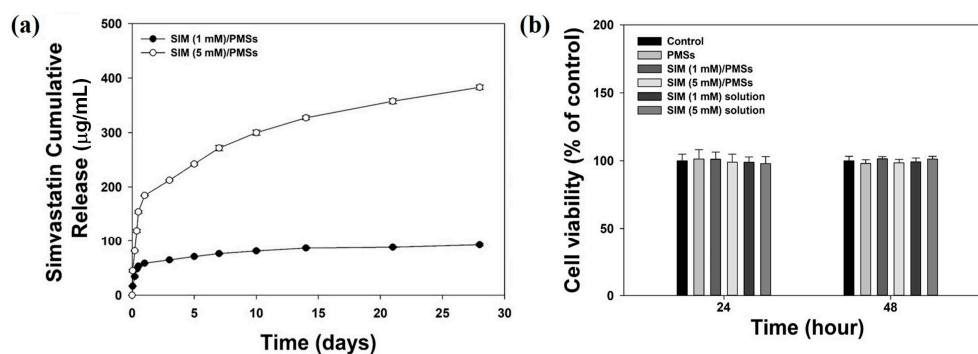 (a)
500
400
300
200
100
0
Simvastatin Cumulative
Release (μg/mL)
SIM (1 mM)/PMSs
SIM (5 mM)/PMSs
0 5 10 15 20 25 30
Time (days)
(b)
200
150
100
50
0
Cell viability (% of control)
Control
PMSs
SIM (1 mM)/PMSs
SIM (5 mM)/PMSs
SIM (1 mM) solution
SIM (5 mM) solution
24 48
Time (hour)